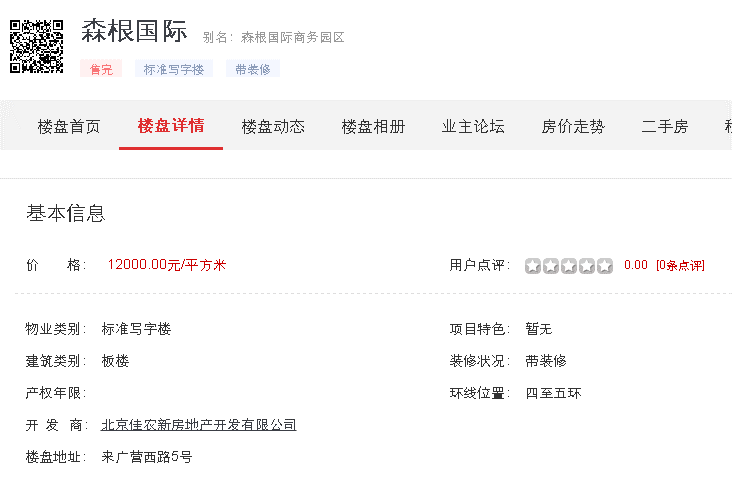 森根国际 别名: 森根国际商务园区
售完 标准写字楼 带装修
楼盘首页 楼盘详情 楼盘动态 楼盘相册 业主论坛 房价走势 二手房
基本信息
价 格: 12000.00元/平方米 用户点评: 0.00 [0条点评]
物业类别: 标准写字楼 项目特色: 暂无
建筑类别: 板楼 装修状况: 带装修
产权年限: 环线位置: 四至五环
开 发 商: 北京佳农新房地产开发有限公司
楼盘地址: 来广营西路5号